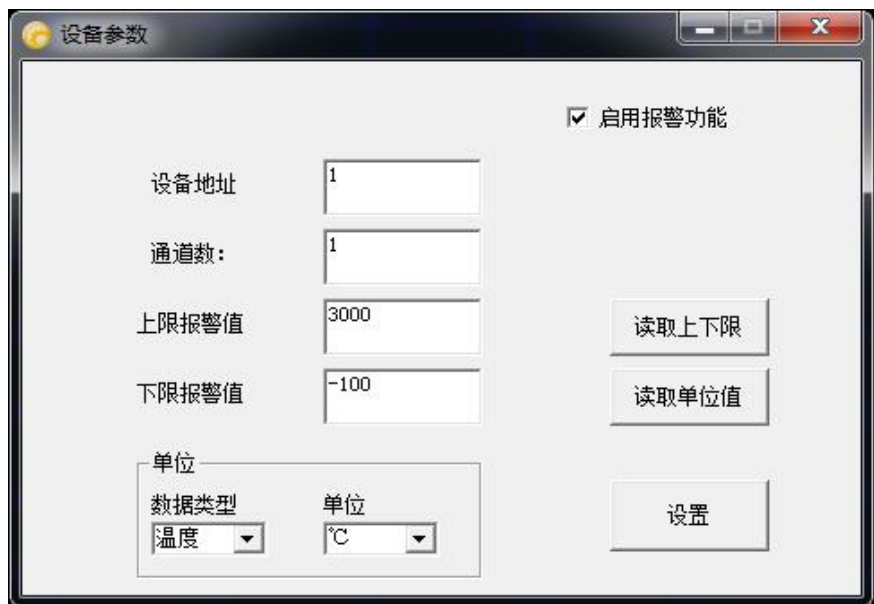 设备参数
启用报警功能
设备地址 1
通道数: 1
上限报警值 3000 读取上下限
下限报警值 -100 读取单位值
单位
数据类型 单位
温度 ℃
设置